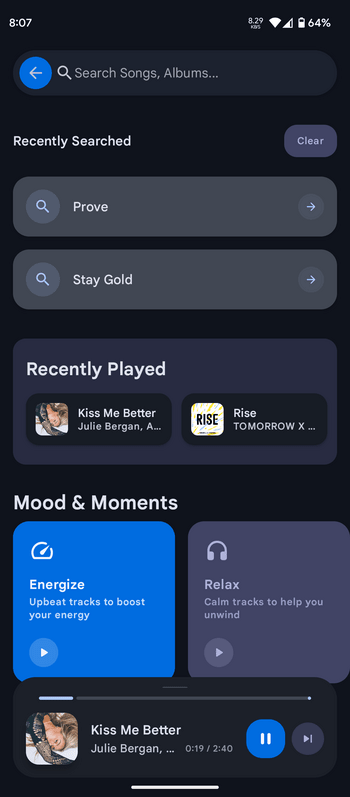 8:07
8.29
KB/S
64%
Search Songs, Albums...
Recently Searched
Clear
Prove
Stay Gold
Recently Played
Kiss Me Better
Julie Bergan, A...
RISE
Rise
TOMORROW X ...
Mood & Moments
Energize
Upbeat tracks to boost
your energy
Relax
Calm tracks to help you
unwind
Kiss Me Better
Julie Bergan, ...
0:19 / 2:40